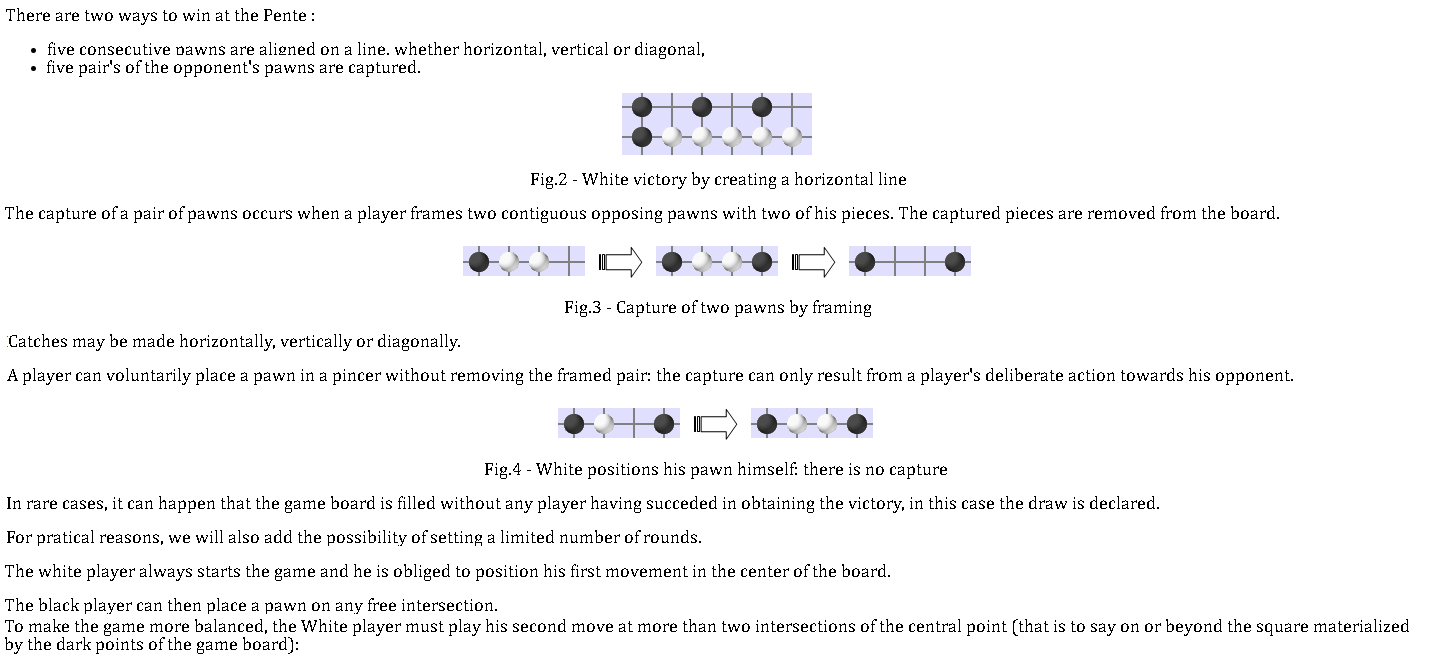 There are two ways to win at the Pente :
• five consecutive pawns are aligned on a line. whether horizontal, vertical or diagonal,
• five pair's of the opponent's pawns are captured.
Fig.2 - White victory by creating a horizontal line
The capture of a pair of pawns occurs when a player frames two contiguous opposing pawns with two of his pieces. The captured pieces are removed from the board.
Fig.3 - Capture of two pawns by framing
Catches may be made horizontally, vertically or diagonally.
A player can voluntarily place a pawn in a pincer without removing the framed pair: the capture can only result from a player's deliberate action towards his opponent.
Fig.4 - White positions his pawn himself: there is no capture
In rare cases, it can happen that the game board is filled without any player having succeded in obtaining the victory, in this case the draw is declared.
For pratical reasons, we will also add the possibility of setting a limited number of rounds.
The white player always starts the game and he is obliged to position his first movement in the center of the board.
The black player can then place a pawn on any free intersection.
To make the game more balanced, the White player must play his second move at more than two intersections of the central point (that is to say on or beyond the square materialized
by the dark points of the game board):